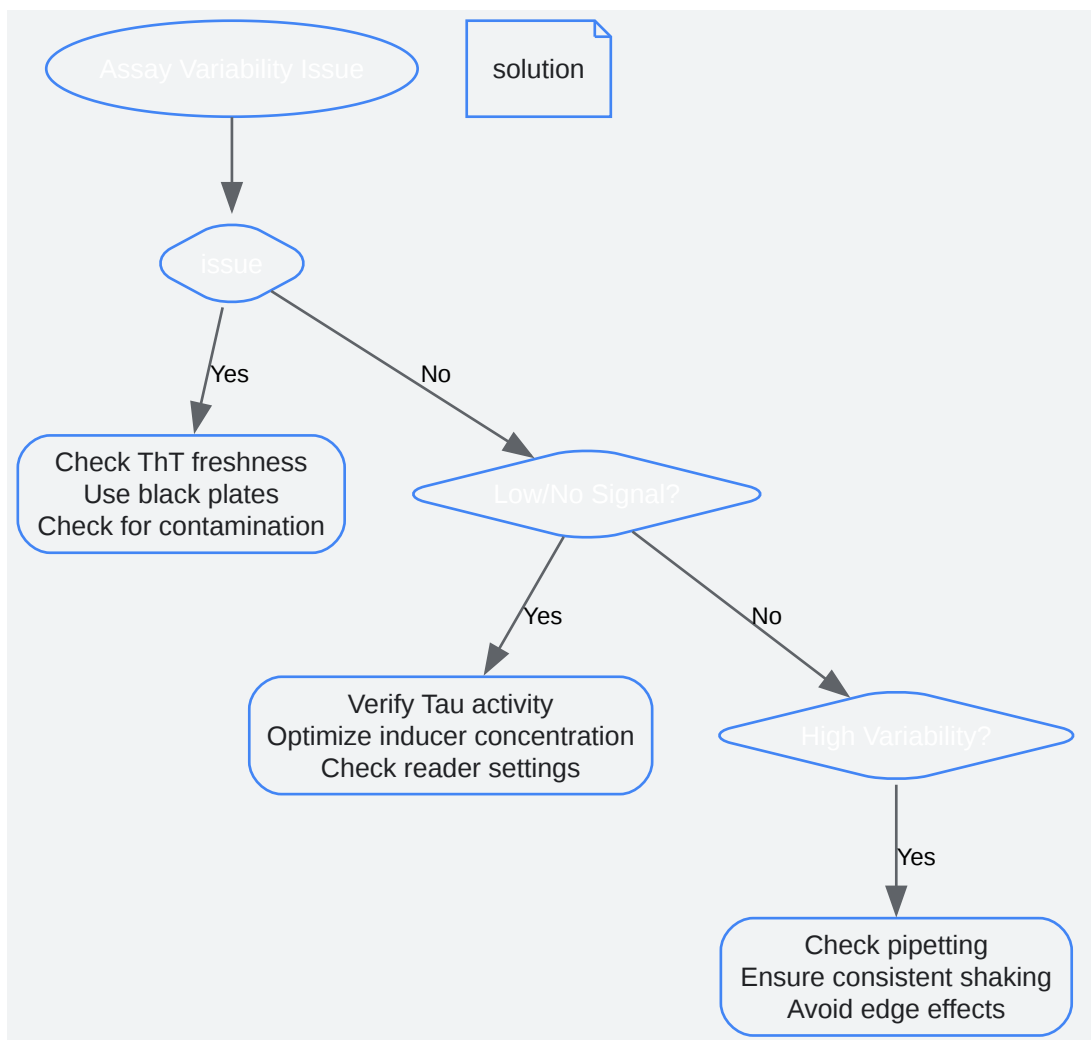 Assay Variability Issue
solution
issue
Yes
No
Check ThT freshness
Use black plates
Check for contamination
Low/No Signal?
Yes
No
Verify Tau activity
Optimize inducer concentration
Check reader settings
High Variability?
Yes
Check pipetting
Ensure consistent shaking
Avoid edge effects